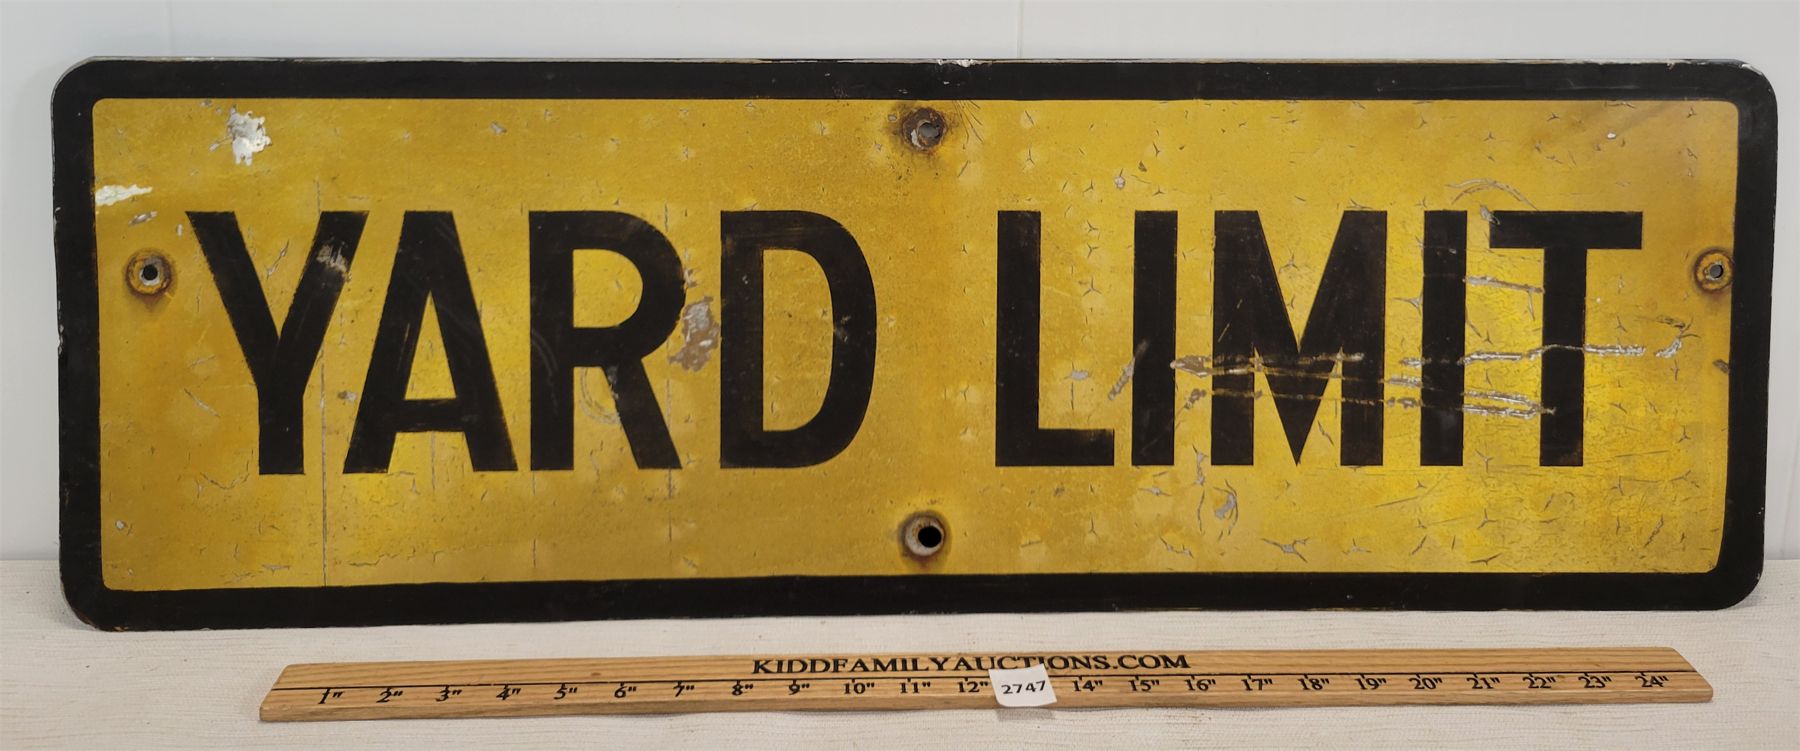 YARD LIMIT
KIDDFAMILYAUCTIONS.COM
1" 2" 3" 4" 5" 6" 7" 8" 9" 10" 11" 12" 2747 14" 15" 16" 17" 18" 19" 20" 21" 22" 23" 24"